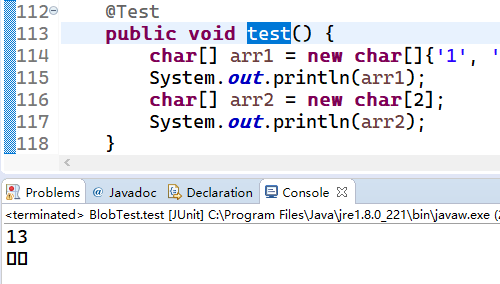 112 @Test
113 public void test() {
114 char[] arr1 = new char[]{'1', '
115 System.out.println(arr1);
116 char[] arr2 = new char[2];
117 System.out.println(arr2);
118 }
Problems @ Javadoc Declaration Console
<terminated> BlobTest.test [JUnit] C:\Program Files\Java\jre1.8.0_221\bin\javaw.exe (2
13
▯▯